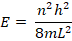 E = n²h² / 8mL²